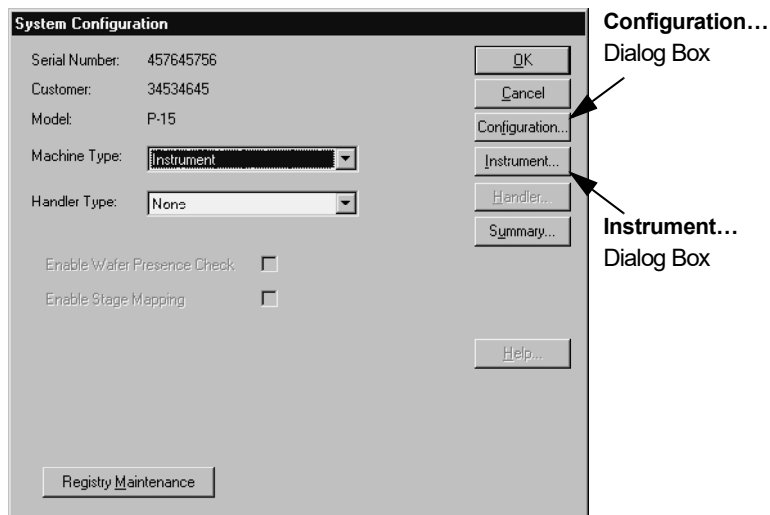 System Configuration
Serial Number: 457645756
Customer: 34534645
Model: P-15
Machine Type: Instrument
Handler Type: None
Enable Wafer Presence Check
Enable Stage Mapping
Registry Maintenance
OK
Cancel
Configuration...
Instrument...
Handler...
Summary...
Help...
Configuration…
Dialog Box
Instrument…
Dialog Box